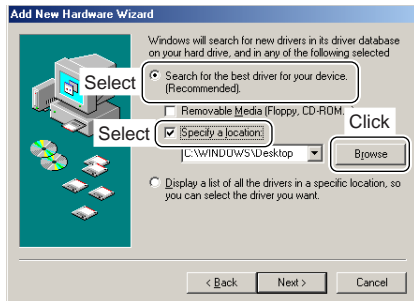 Add New Hardware Wizard
Windows will search for new drivers in its driver database
on your hard drive, and in any of the following selected
Select
Search for the best driver for your device.
(Recommended).
Removable Media (Floppy, CD-ROM...)
Click
Select
Specify a location:
C:\WINDOWS\Desktop
Browse
Display a list of all the drivers in a specific location, so
you can select the driver you want.
< Back
Next >
Cancel